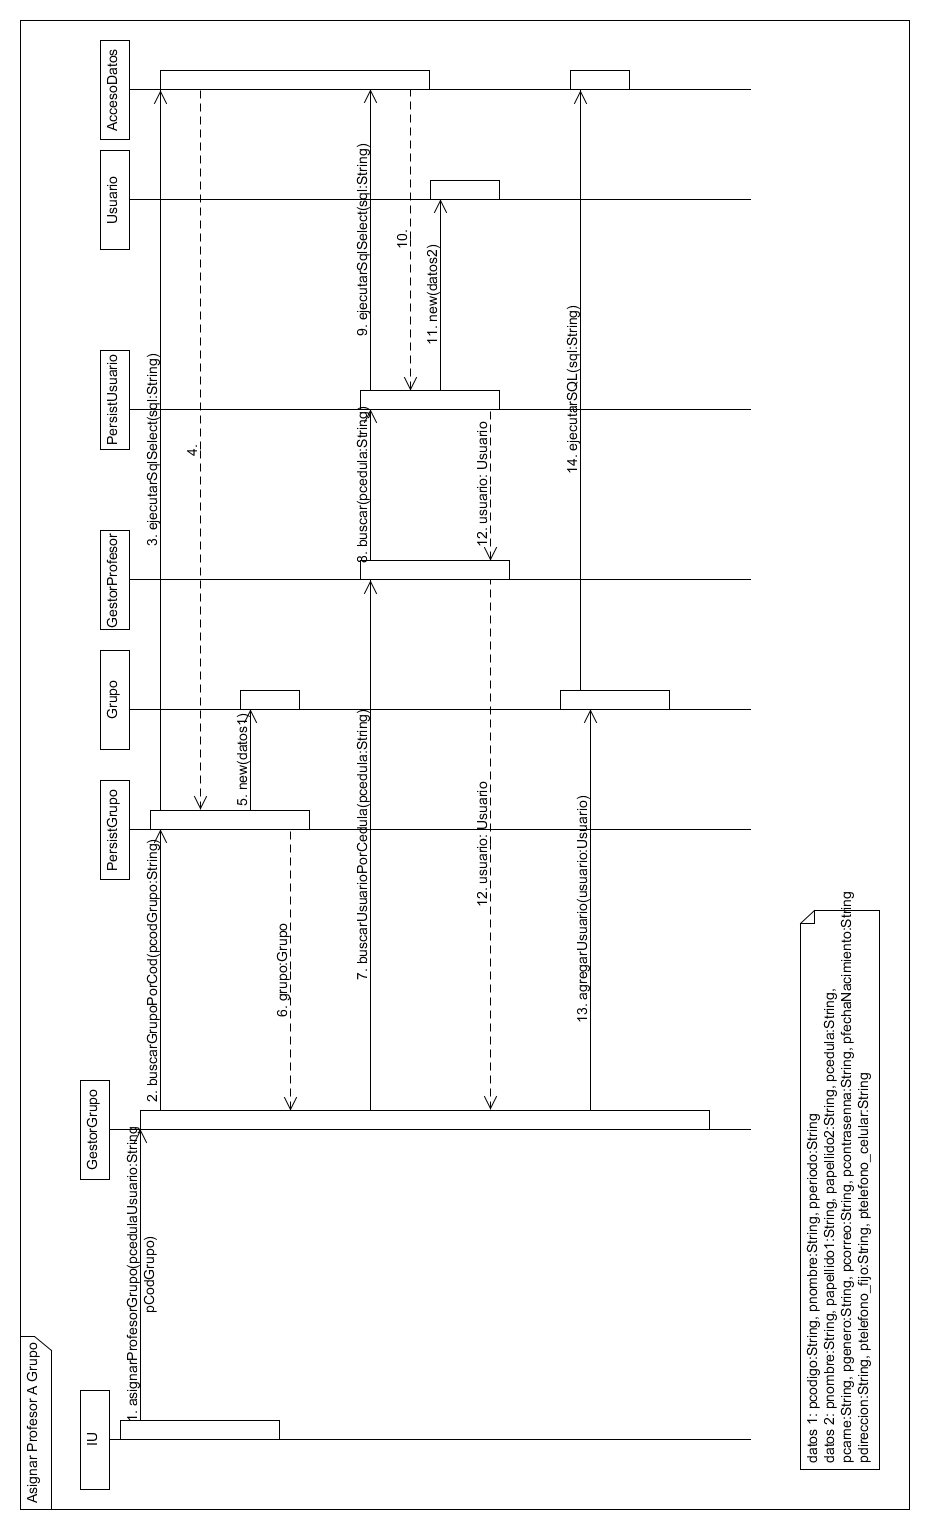 Asignar Profesor A Grupo
IU
GestorGrupo
PersistGrupo
Grupo
GestorProfesor
PersistUsuario
Usuario
AccesoDatos
1. asignarProfesorGrupo(pcedulaUsuario:String
pCodGrupo)
2. buscarGrupoPorCod(pcodGrupo:String)
3. ejecutarSqlSelect(sql:String)
4.
5. new(datos1)
6. grupo:Grupo
7. buscarUsuarioPorCedula(pcedula:String)
8. buscar(pcedula:String)
9. ejecutarSqlSelect(sql:String)
10.
11. new(datos2)
12. usuario: Usuario
12. usuario: Usuario
13. agregarUsuario(usuario:Usuario)
14. ejecutarSQL(sql:String)
datos 1: pcodigo:String, pnombre:String, pperiodo:String
datos 2: pnombre:String, papellido1:String, papellido2:String, pcedula:String,
pcarne:String, pgenero:String, pcorreo:String, pcontrasenna:String, pfechaNacimiento:String
pdireccion:String, ptelefono_fijo:String, ptelefono_celular:String